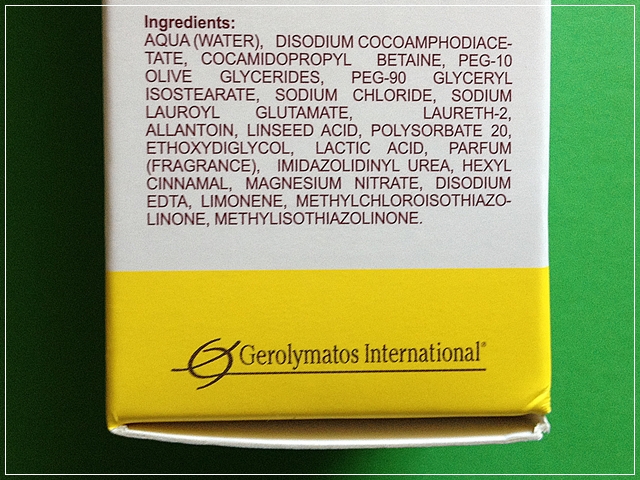 Ingredients:
AQUA (WATER), DISODIUM COCOAMPHODIACE-
TATE, COCAMIDOPROPYL BETAINE, PEG-10
OLIVE GLYCERIDES, PEG-90 GLYCERYL
ISOSTEARATE, SODIUM CHLORIDE, SODIUM
LAUROYL GLUTAMATE, LAURETH-2,
ALLANTOIN, LINSEED ACID, POLYSORBATE 20,
ETHOXYDIGLYCOL, LACTIC ACID, PARFUM
(FRAGRANCE), IMIDAZOLIDINYL UREA, HEXYL
CINNAMAL, MAGNESIUM NITRATE, DISODIUM
EDTA, LIMONENE, METHYLCHLOROISOTHIAZO-
LINONE, METHYLISOTHIAZOLINONE.
Gerolymatos International®